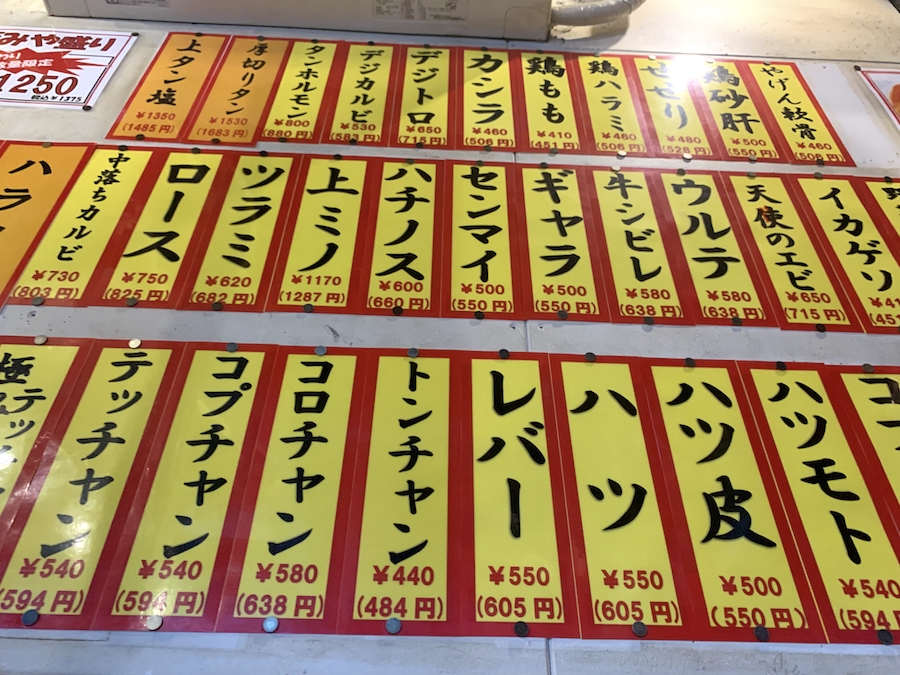 みや盛り
数量限定
1250
税込¥1375
上タン塩
¥1350
(1485円)
厚切りタン
¥1530
(1683円)
タンホルモン
¥800
(880円)
デジカルビ
¥530
(583円)
デジトロ
¥650
(715円)
カシラ
¥460
(506円)
鶏もも
¥410
(451円)
鶏ハラミ
¥460
(506円)
せせり
¥480
(528円)
鶏砂肝
¥500
(550円)
やげん軟骨
¥460
(506円)
ハラ
中落ちカルビ
¥730
(803円)
ロース
¥750
(825円)
ツラミ
¥620
(682円)
上ミノ
¥1170
(1287円)
ハチノス
¥600
(660円)
センマイ
¥500
(550円)
ギャラ
¥500
(550円)
牛シビレ
¥580
(638円)
ウルテ
¥580
(638円)
天使のエビ
¥650
(715円)
イカゲソ
¥41
(451
野
極テッ
テッチャン
¥540
(594円)
コプチャン
¥540
(594円)
コロチャン
¥580
(638円)
トンチャン
¥440
(484円)
レバー
¥550
(605円)
ハツ
¥550
(605円)
ハツ皮
¥500
(550円)
ハツモト
¥540
(594円)
コ